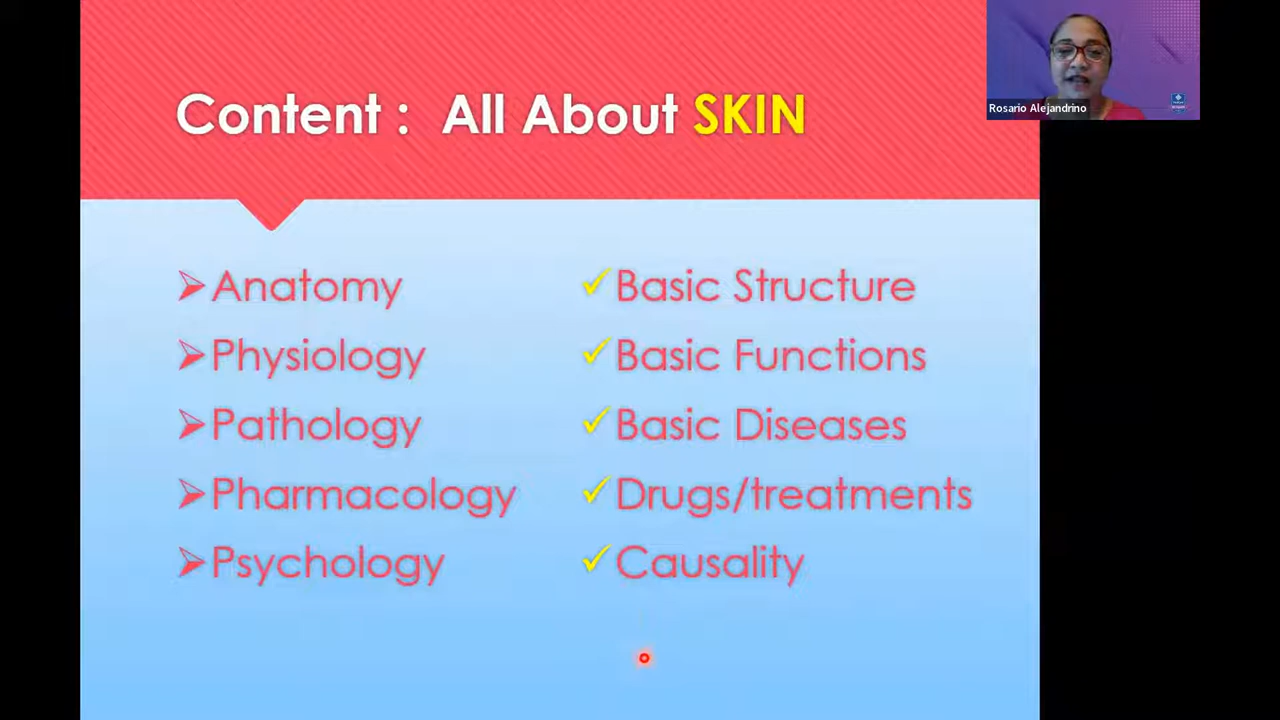 Content : All About SKIN
Rosario Alejandrino
Anatomy
Physiology
Pathology
Pharmacology
Psychology
Basic Structure
Basic Functions
Basic Diseases
Drugs/treatments
Causality